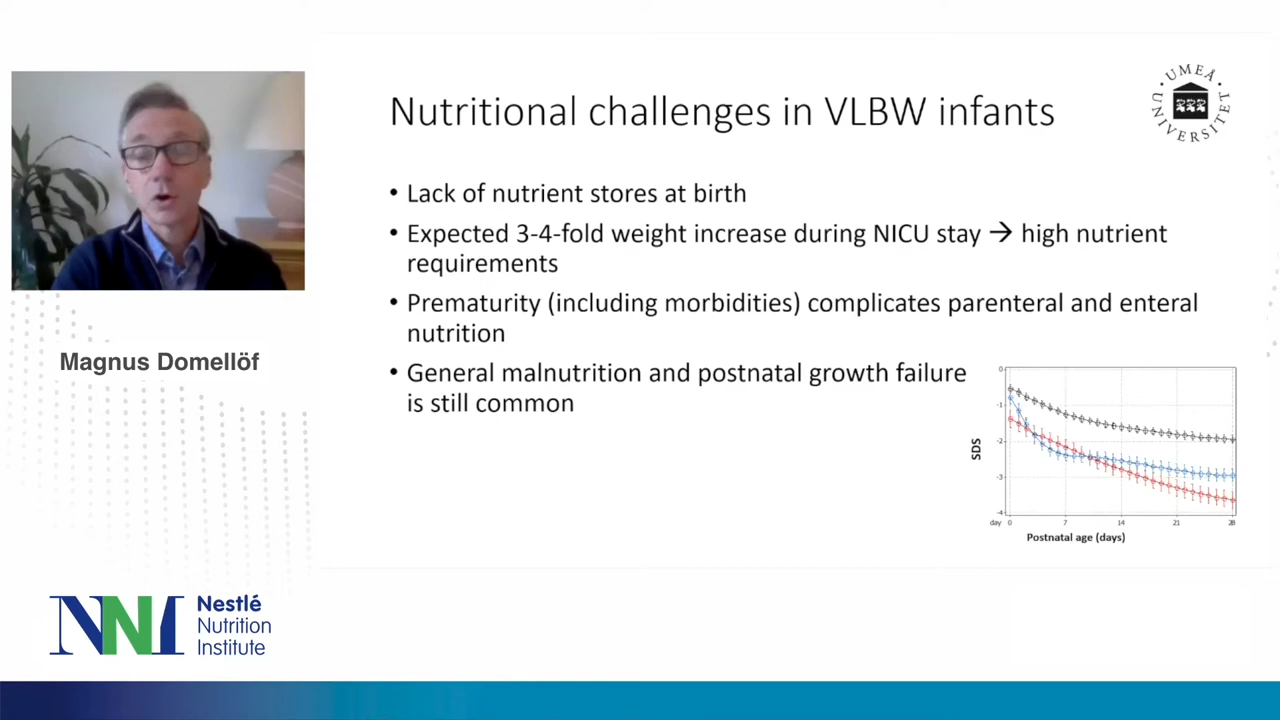 Nutritional challenges in VLBW infants
UMEÅ UNIVERSITET
• Lack of nutrient stores at birth
• Expected 3-4-fold weight increase during NICU stay → high nutrient
requirements
• Prematurity (including morbidities) complicates parenteral and enteral
nutrition
• General malnutrition and postnatal growth failure
is still common
Magnus Domellöf
0
-1
-2
-3
-4
SDS
day 0 7 14 21 28
Postnatal age (days)
NNI
Nestlé
Nutrition
Institute